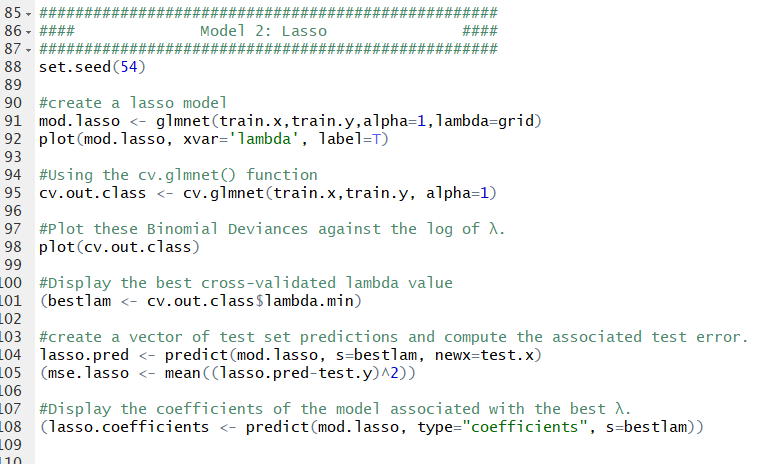 85 ###################################################
86 ####              Model 2: Lasso               ####
87 ###################################################
88 set.seed(54)
89
90 #create a lasso model
91 mod.lasso <- glmnet(train.x,train.y,alpha=1,lambda=grid)
92 plot(mod.lasso, xvar='lambda', label=T)
93
94 #Using the cv.glmnet() function
95 cv.out.class <- cv.glmnet(train.x,train.y, alpha=1)
96
97 #Plot these Binomial Deviances against the log of λ.
98 plot(cv.out.class)
99
100 #Display the best cross-validated lambda value
101 (bestlam <- cv.out.class$lambda.min)
102
103 #create a vector of test set predictions and compute the associated test error.
104 lasso.pred <- predict(mod.lasso, s=bestlam, newx=test.x)
105 (mse.lasso <- mean((lasso.pred-test.y)^2))
106
107 #Display the coefficients of the model associated with the best λ.
108 (lasso.coefficients <- predict(mod.lasso, type="coefficients", s=bestlam))
109
110